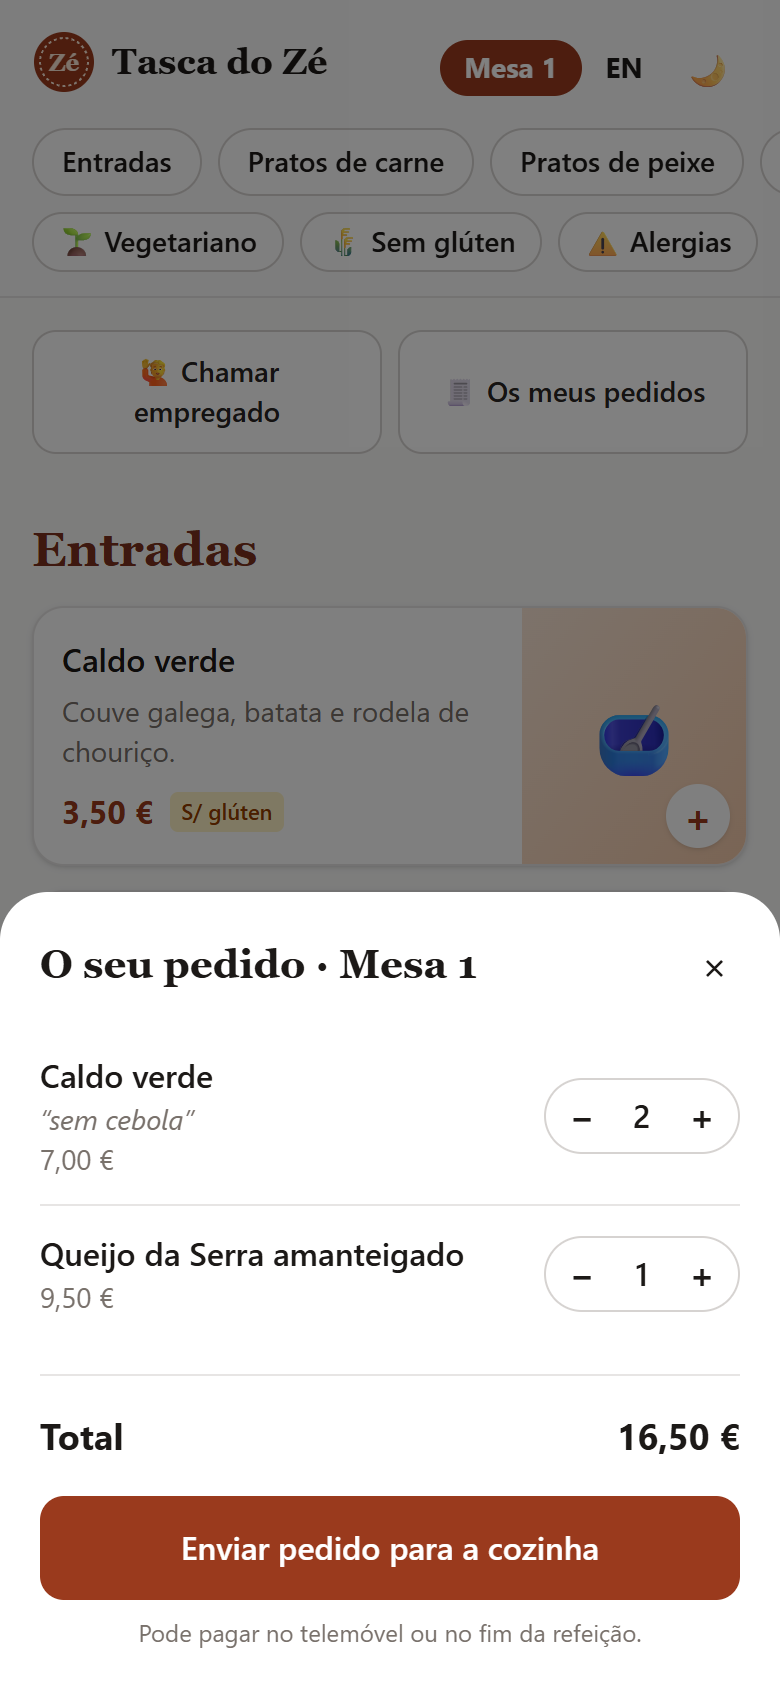 Zé
Tasca do Zé
Mesa 1
EN
Entradas
Pratos de carne
Pratos de peixe
Vegetariano
Sem glúten
Alergias
Chamar
empregado
Os meus pedidos
Entradas
Caldo verde
Couve galega, batata e rodela de
chouriço.
3,50 €
S/ glúten
+
O seu pedido · Mesa 1
×
Caldo verde
“sem cebola”
7,00 €
− 2 +
Queijo da Serra amanteigado
9,50 €
− 1 +
Total
16,50 €
Enviar pedido para a cozinha
Pode pagar no telemóvel ou no fim da refeição.